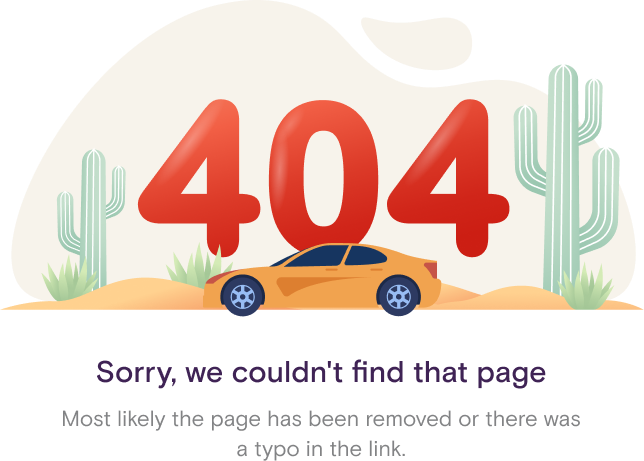 404
Sorry, we couldn't find that page
Most likely the page has been removed or there was
a typo in the link.